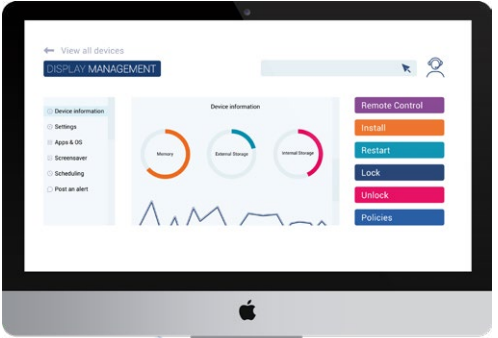 View all devices
DISPLAY MANAGEMENT
Device information
Settings
Apps & OS
Screensaver
Scheduling
Post an alert
Device information
Memory
External Storage
Internal Storage
Remote Control
Install
Restart
Lock
Unlock
Policies